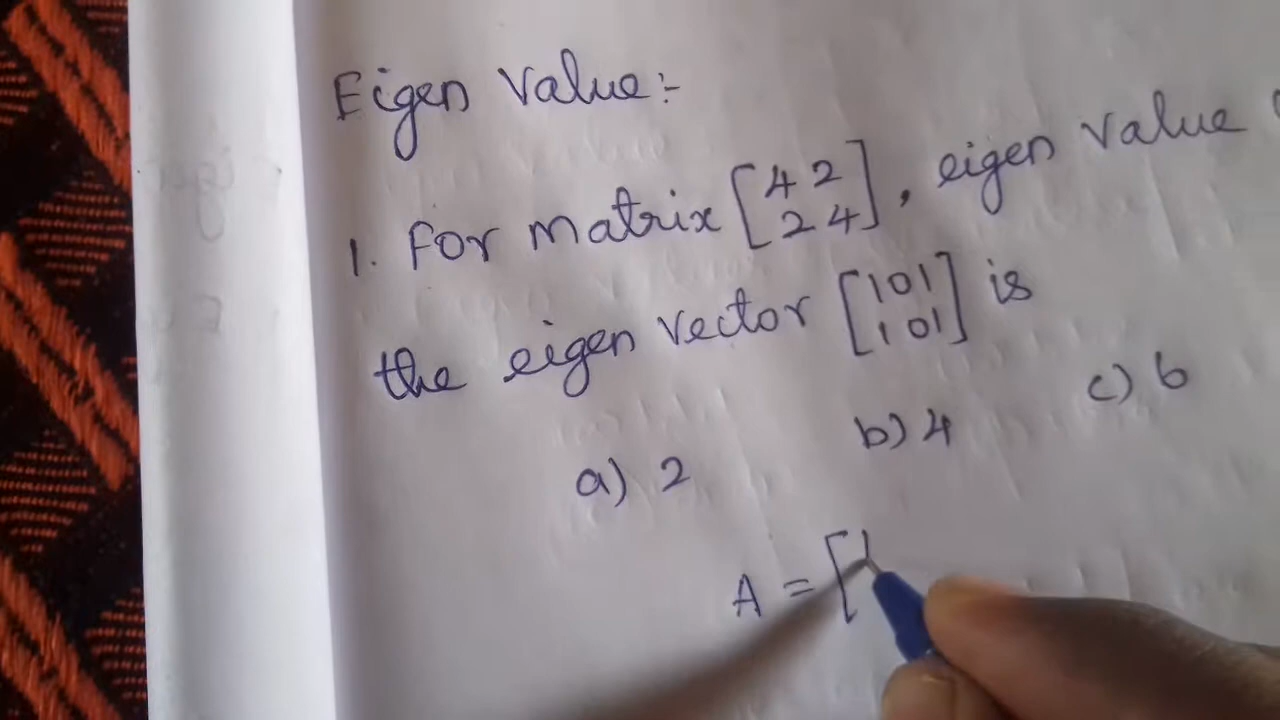 Eigen Value:-
1. For matrix [4 2
2 4], eigen value
the eigen vector [101
101] is
a) 2 b) 4 c) 6
A = [